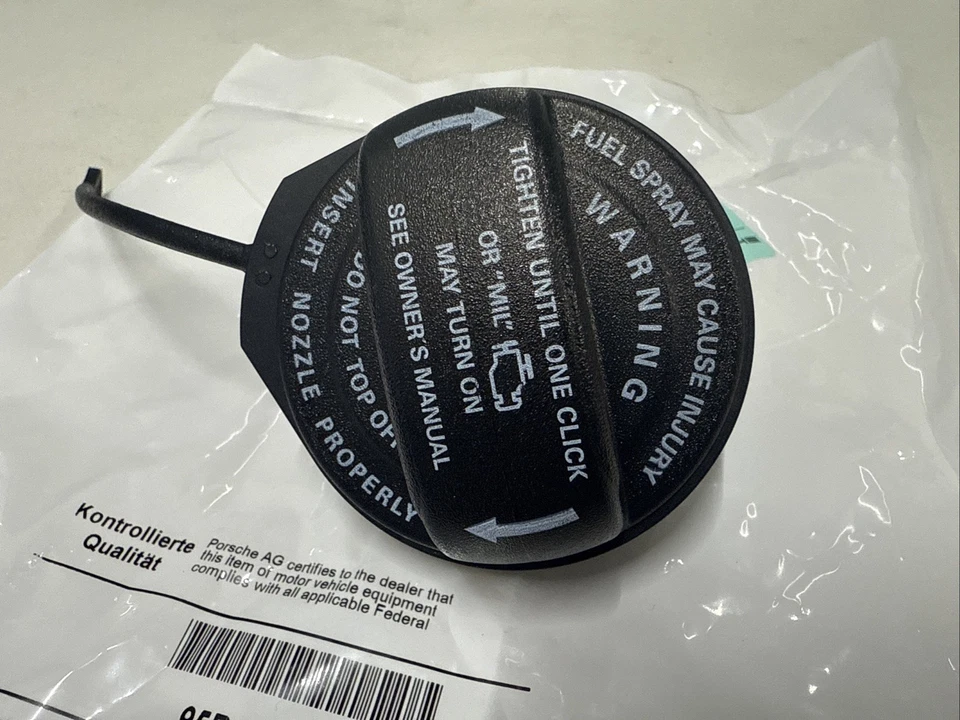 FUEL SPRAY MAY CAUSE INJURY
WARNING
TIGHTEN UNTIL ONE CLICK
OR "MIL"
MAY TURN ON
SEE OWNER'S MANUAL
DO NOT TOP OFF
INSERT NOZZLE PROPERLY
Kontrollierte
Qualität
Porsche AG certifies to the dealer that
this item of motor vehicle equipment
complies with all applicable Federal